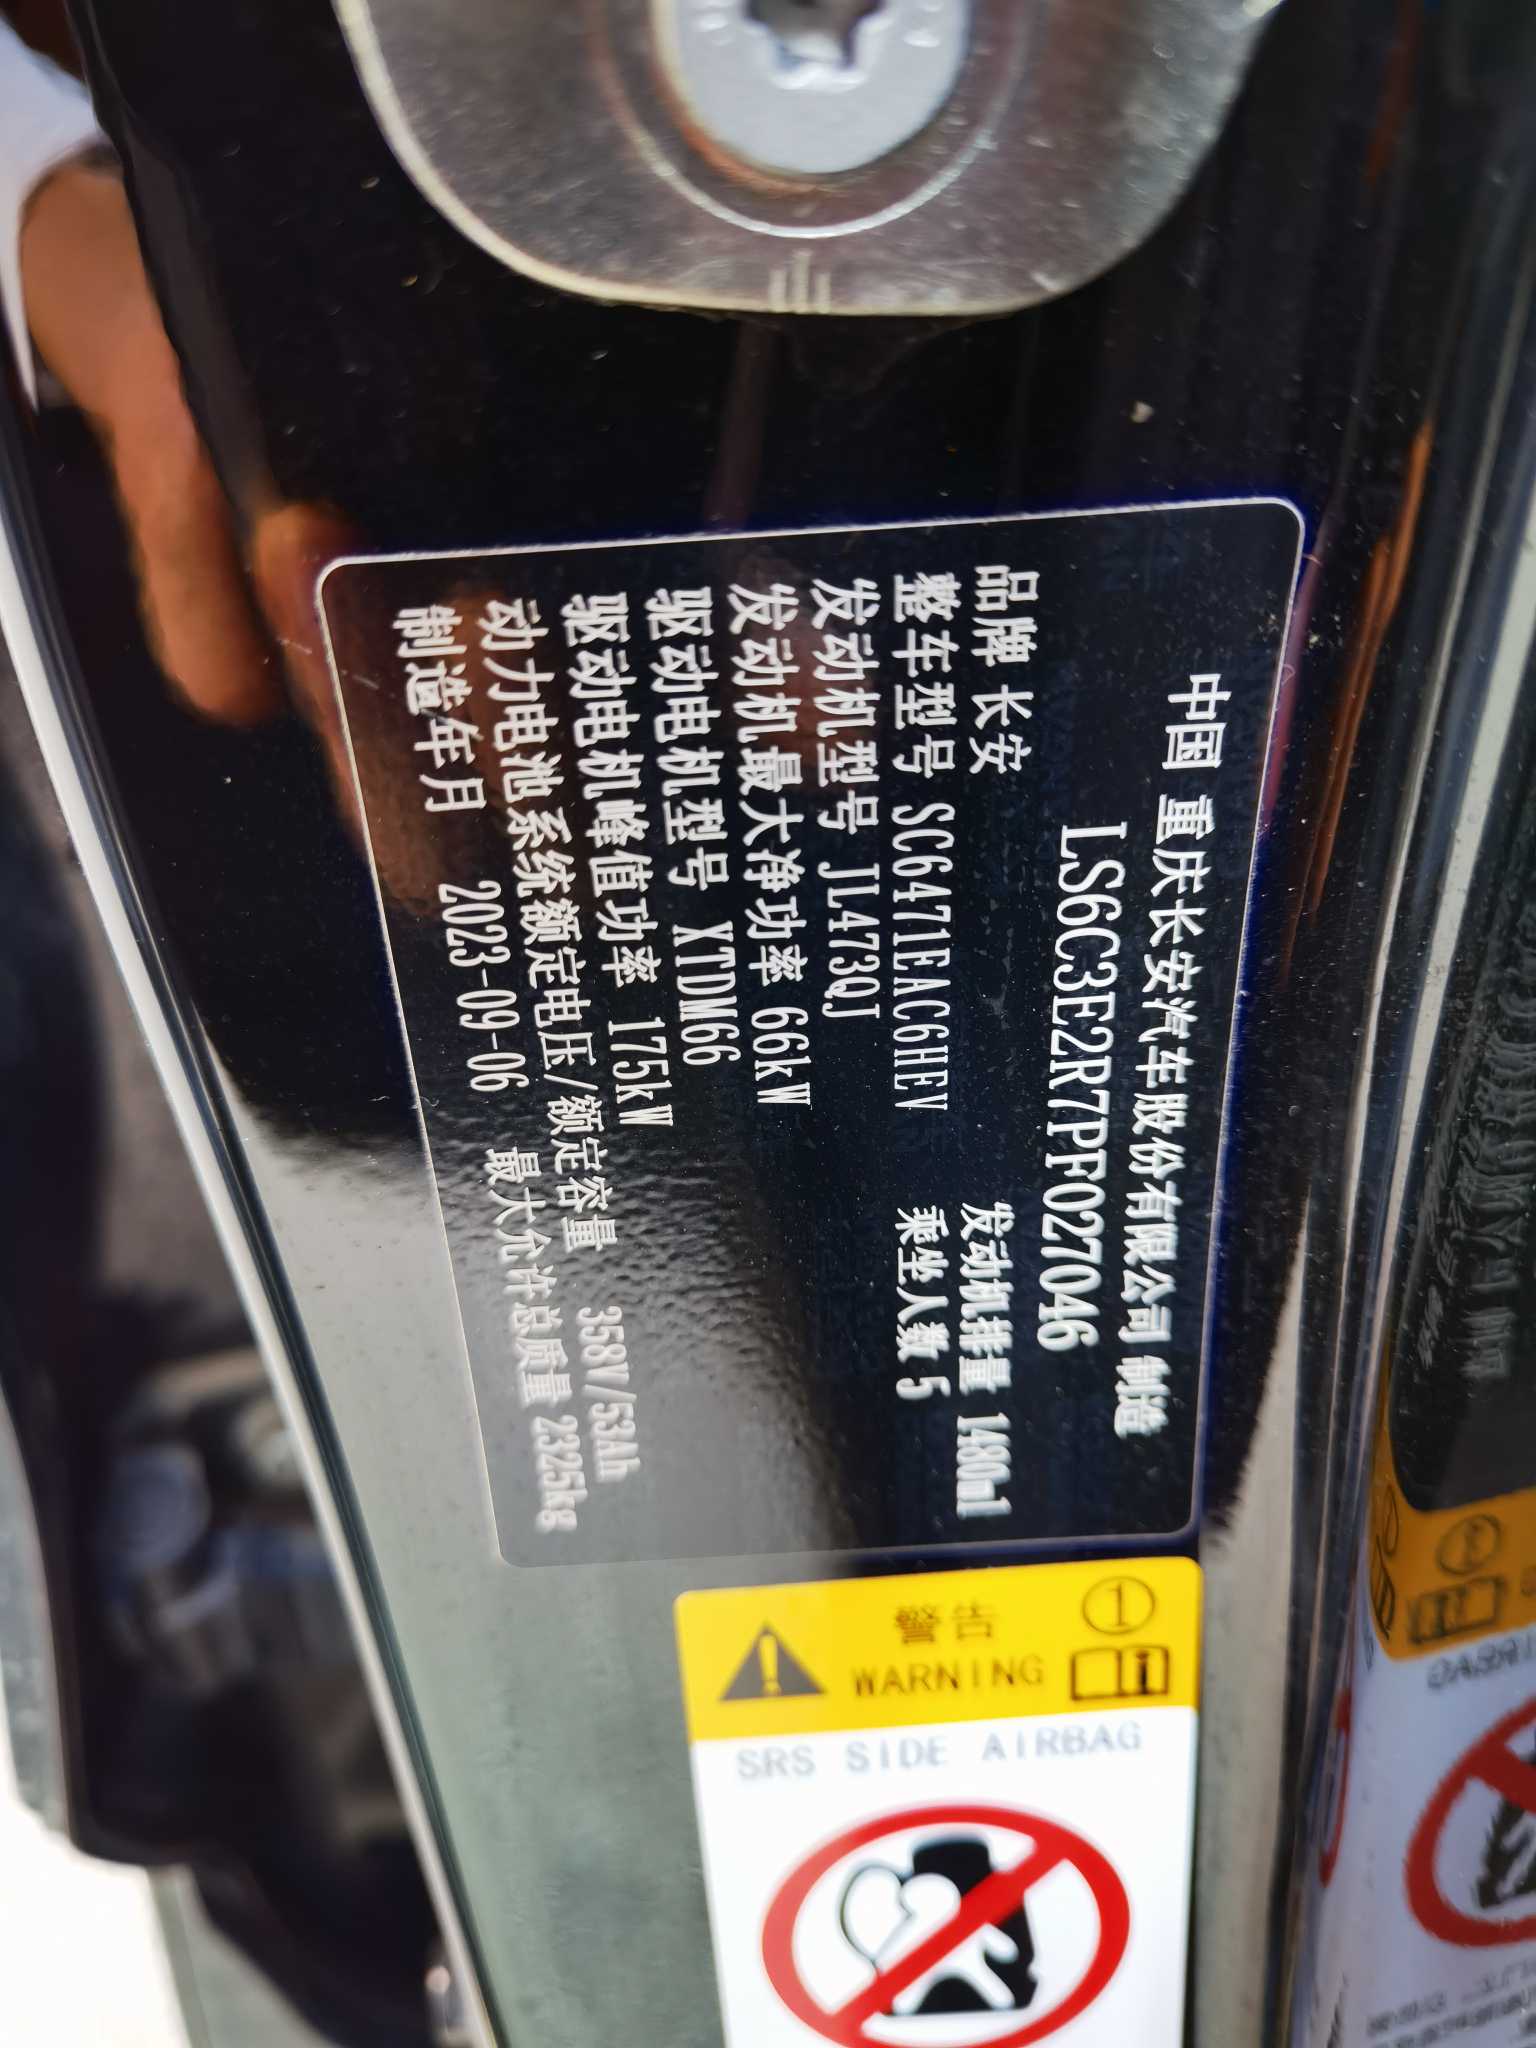 中国 重庆长安汽车股份有限公司 制造
LS6C3E2R7PF027046
品牌 长安 发动机排量 1480ml
整车型号 SC6471EAC6HEV 乘坐人数 5
发动机型号 JL473QJ
发动机最大净功率 66kW
驱动电机型号 XTDM66
驱动电机峰值功率 175kW
动力电池系统额定电压/额定容量 358V/53Ah
制造年月 2023-09-06 最大允许总质量 2325kg
警告
WARNING
1
i
SRS SIDE AIRBAG